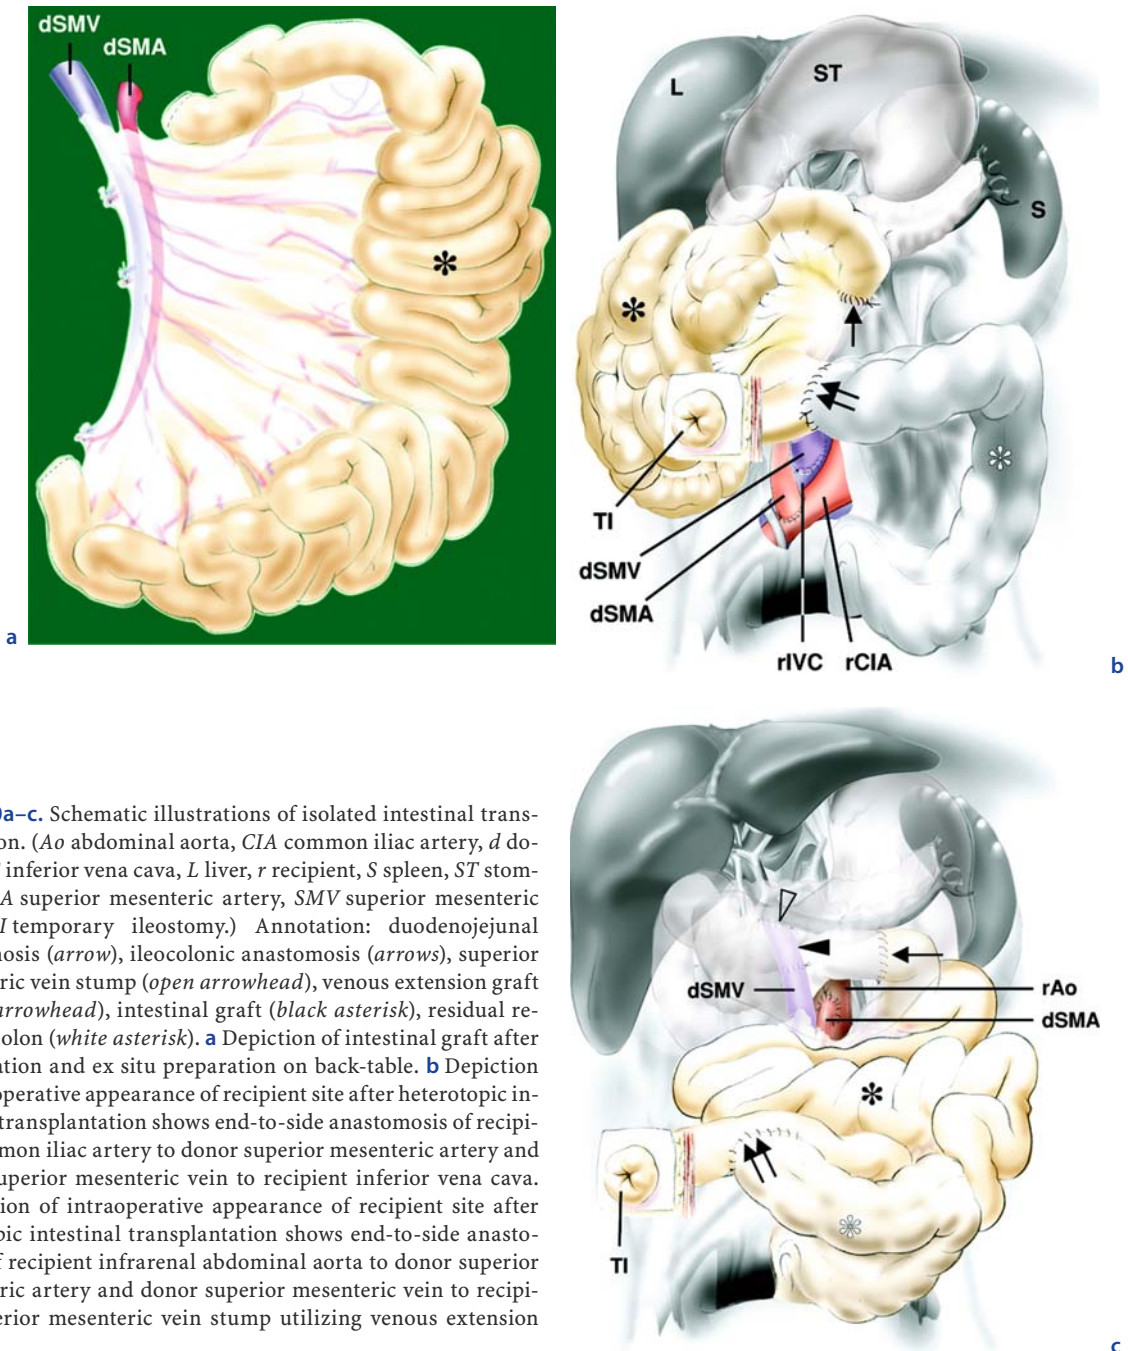 dSMV
dSMA
a
L
ST
S
TI
dSMV
dSMA
rIVC rCIA
b
a–c. Schematic illustrations of isolated intestinal trans-
on. (Ao abdominal aorta, CIA common iliac artery, d do-
inferior vena cava, L liver, r recipient, S spleen, ST stom-
A superior mesenteric artery, SMV superior mesenteric
I temporary ileostomy.) Annotation: duodenojejunal
osis (arrow), ileocolonic anastomosis (arrows), superior
ric vein stump (open arrowhead), venous extension graft
arrowhead), intestinal graft (black asterisk), residual re-
olon (white asterisk). a Depiction of intestinal graft after
ation and ex situ preparation on back-table. b Depiction
operative appearance of recipient site after heterotopic in-
transplantation shows end-to-side anastomosis of recipi-
mon iliac artery to donor superior mesenteric artery and
uperior mesenteric vein to recipient inferior vena cava.
ion of intraoperative appearance of recipient site after
pic intestinal transplantation shows end-to-side anasto-
f recipient infrarenal abdominal aorta to donor superior
ric artery and donor superior mesenteric vein to recipi-
erior mesenteric vein stump utilizing venous extension
dSMV
rAo
dSMA
TI
c